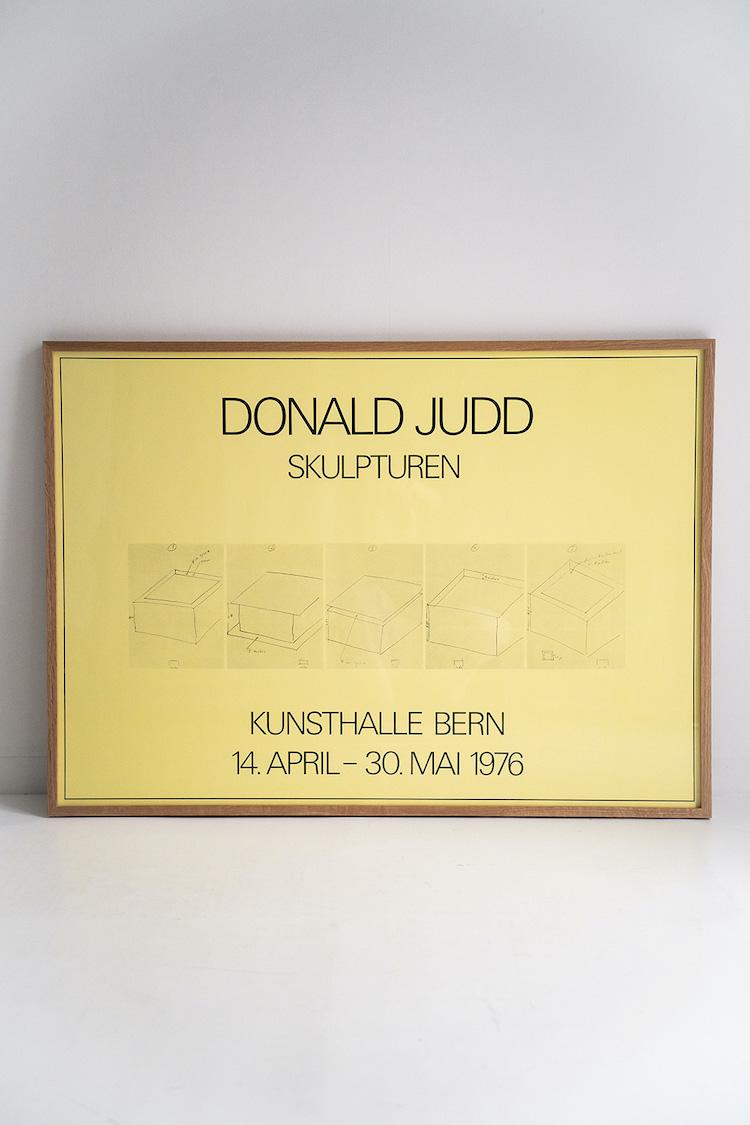 DONALD JUDD
SKULPTUREN
KUNSTHALLE BERN
14. APRIL – 30. MAI 1976